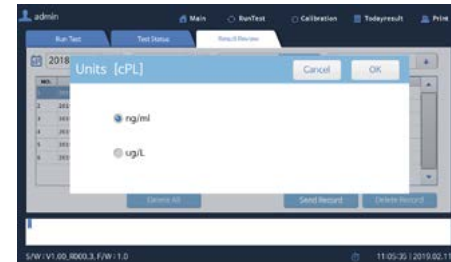 admin
Main
RunTest
Calibration
Todayresult
Print
Run Test
Test Status
Result Review
2018
Units [cPL]
Cancel
OK
NO.
ng/ml
ug/L
Delete All
Send Record
Delete Record
S/W : V1.00_R000.3, F/W : 1.0
11:05:35 | 2019.02.11